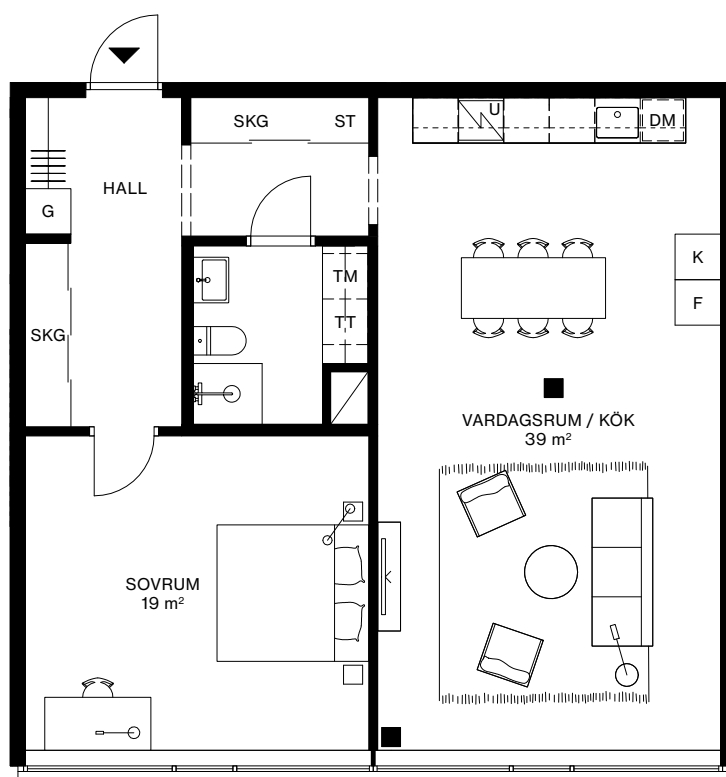 SKG ST
U
DM
HALL
G
K
F
TM
TT
SKG
VARDAGSRUM / KÖK
39 m²
SOVRUM
19 m²